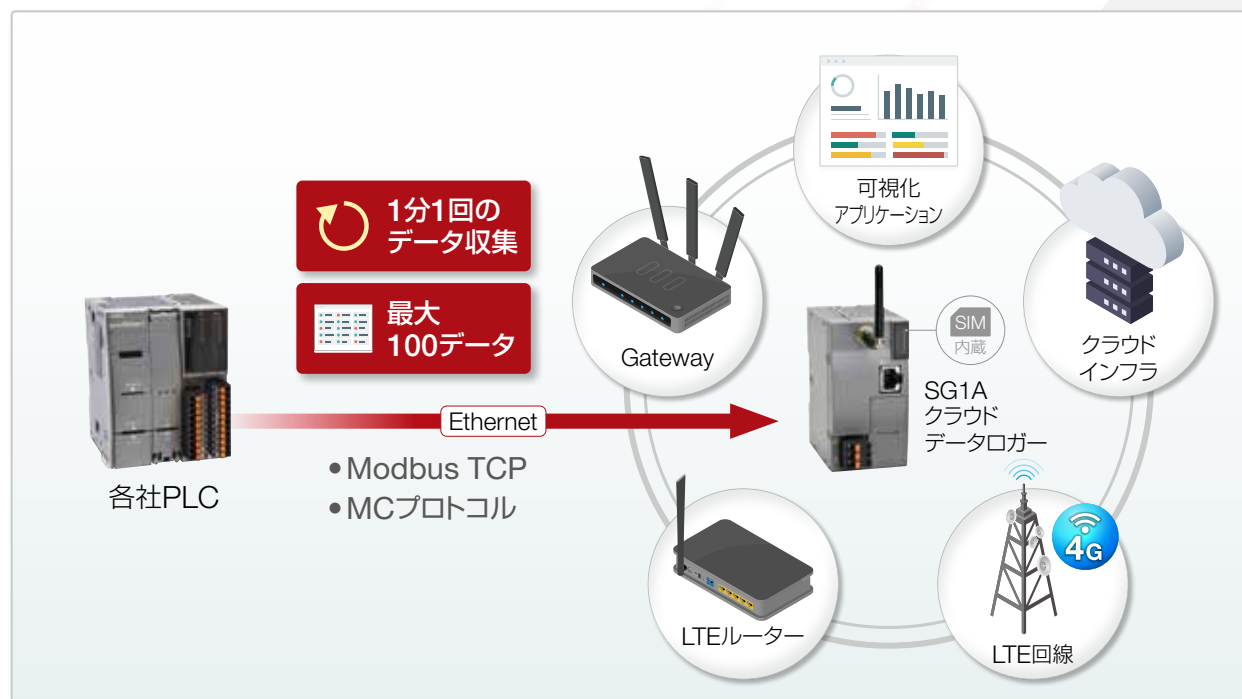 1分1回の
データ収集
最大
100データ
各社PLC
Ethernet
•Modbus TCP
•MCプロトコル
可視化
アプリケーション
Gateway
クラウド
インフラ
SIM
内蔵
SG1A
クラウド
データロガー
LTEルーター
4G
LTE回線